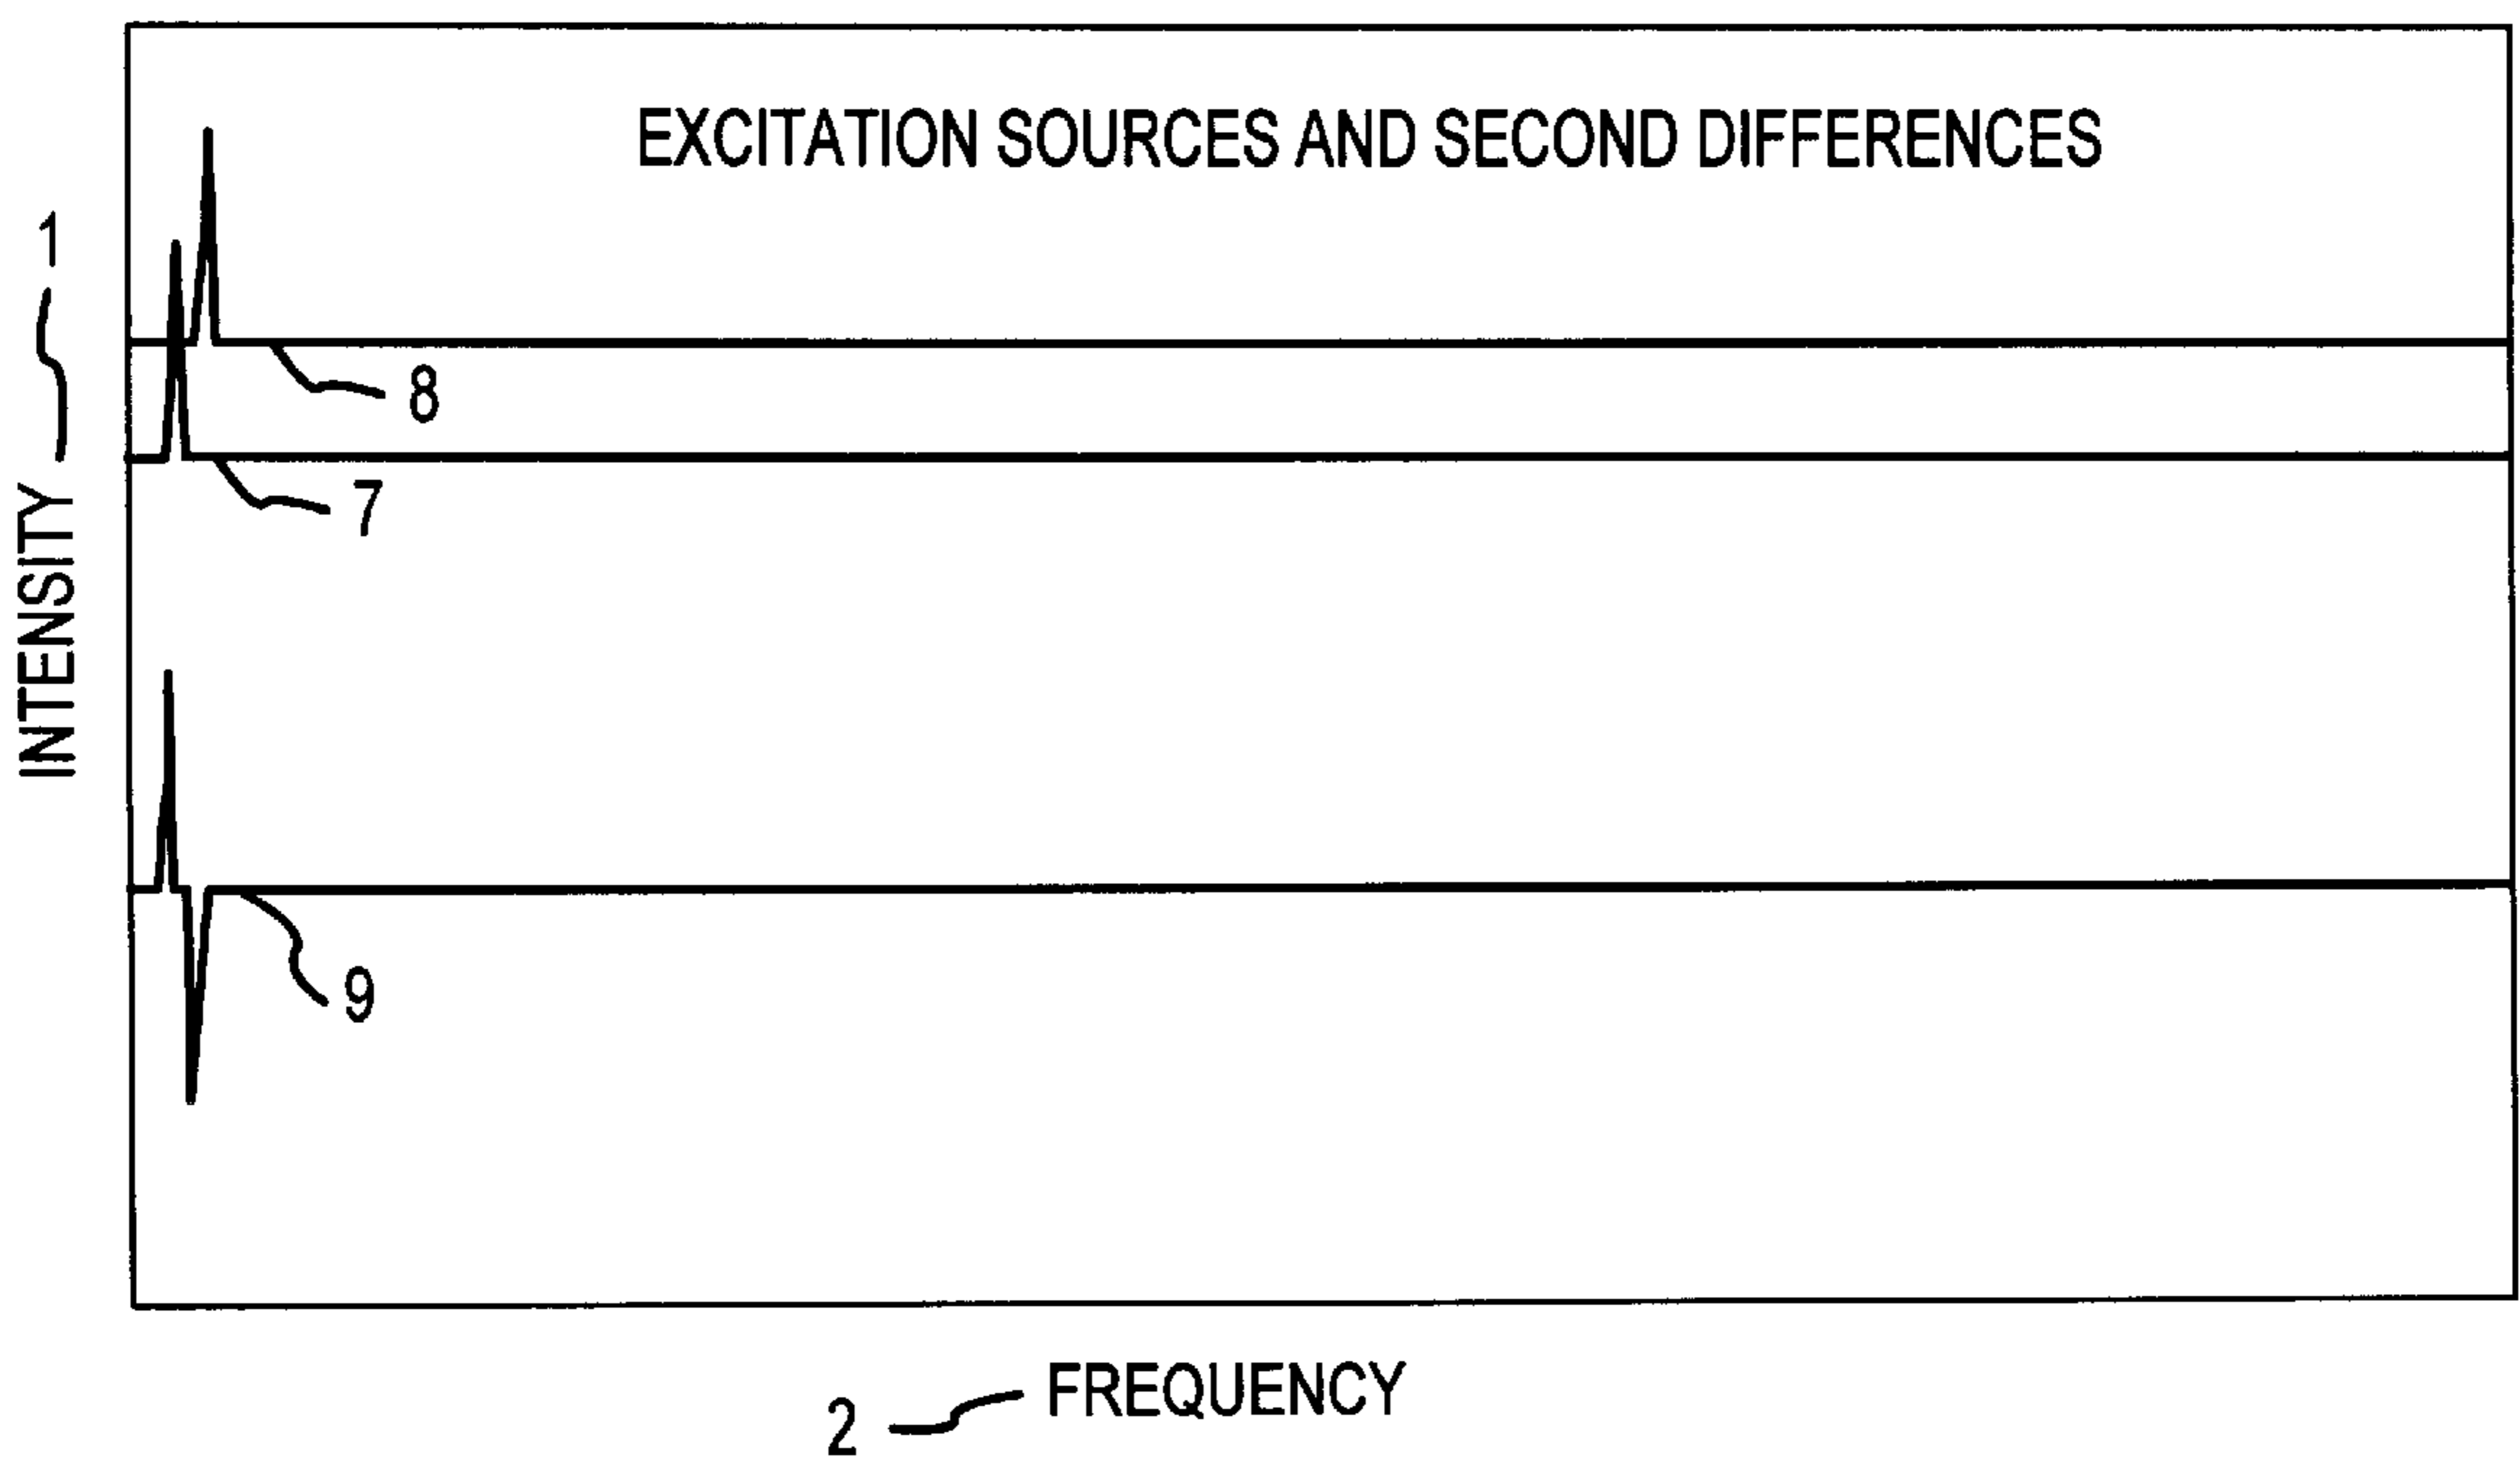 EXCITATION SOURCES AND SECOND DIFFERENCES
1
INTENSITY
8
7
9
2
FREQUENCY